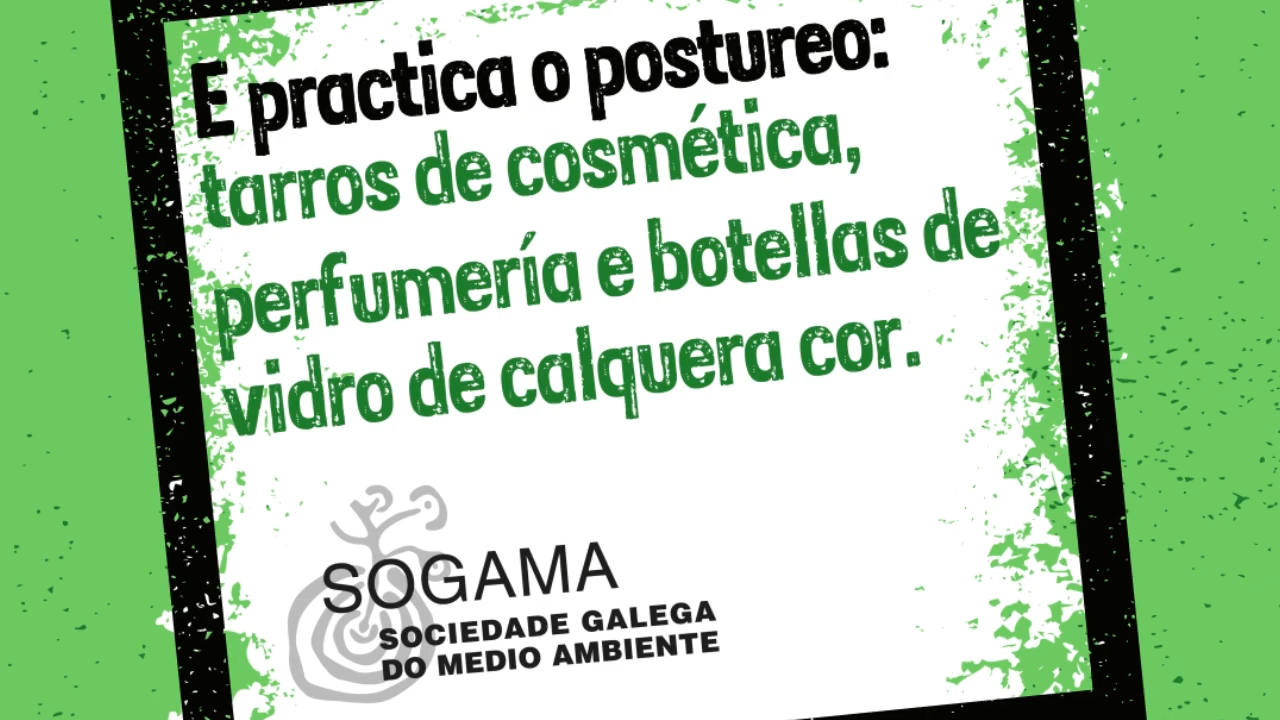 E practica o postureo:
tarros de cosmética,
perfumería e botellas de
vidro de calquera cor.
SOGAMA
SOCIEDADE GALEGA
DO MEDIO AMBIENTE